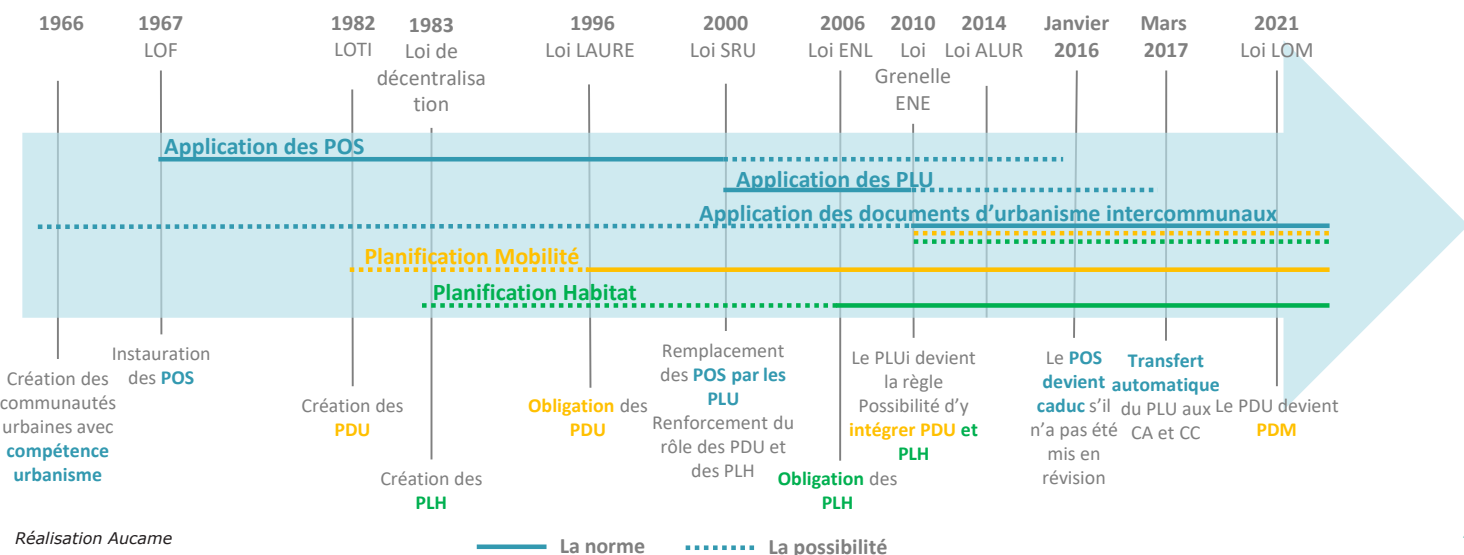 1966
1967
LOF
1982
LOTI
1983
Loi de
décentralisa
tion
1996
Loi LAURE
2000
Loi SRU
2006
Loi ENL
2010
Loi
Grenelle
ENE
2014
Loi ALUR
Janvier
2016
Mars
2017
2021
Loi LOM
Application des POS
Application des PLU
Application des documents d'urbanisme intercommunaux
Planification Mobilité
Planification Habitat
Création des
communautés
urbaines avec
compétence
urbanisme
Instauration
des POS
Création des
PDU
Création des
PLH
Obligation des
PDU
Remplacement
des POS par les
PLU
Renforcement du
rôle des PDU et
des PLH
Obligation des
PLH
Le PLUi devient
la règle
Possibilité d'y
intégrer PDU et
PLH
Le POS
devient
caduc s'il
n'a pas été
mis en
révision
Transfert
automatique
du PLU aux
CA et CC
Le PDU devient
PDM
Réalisation Aucame
La norme
La possibilité